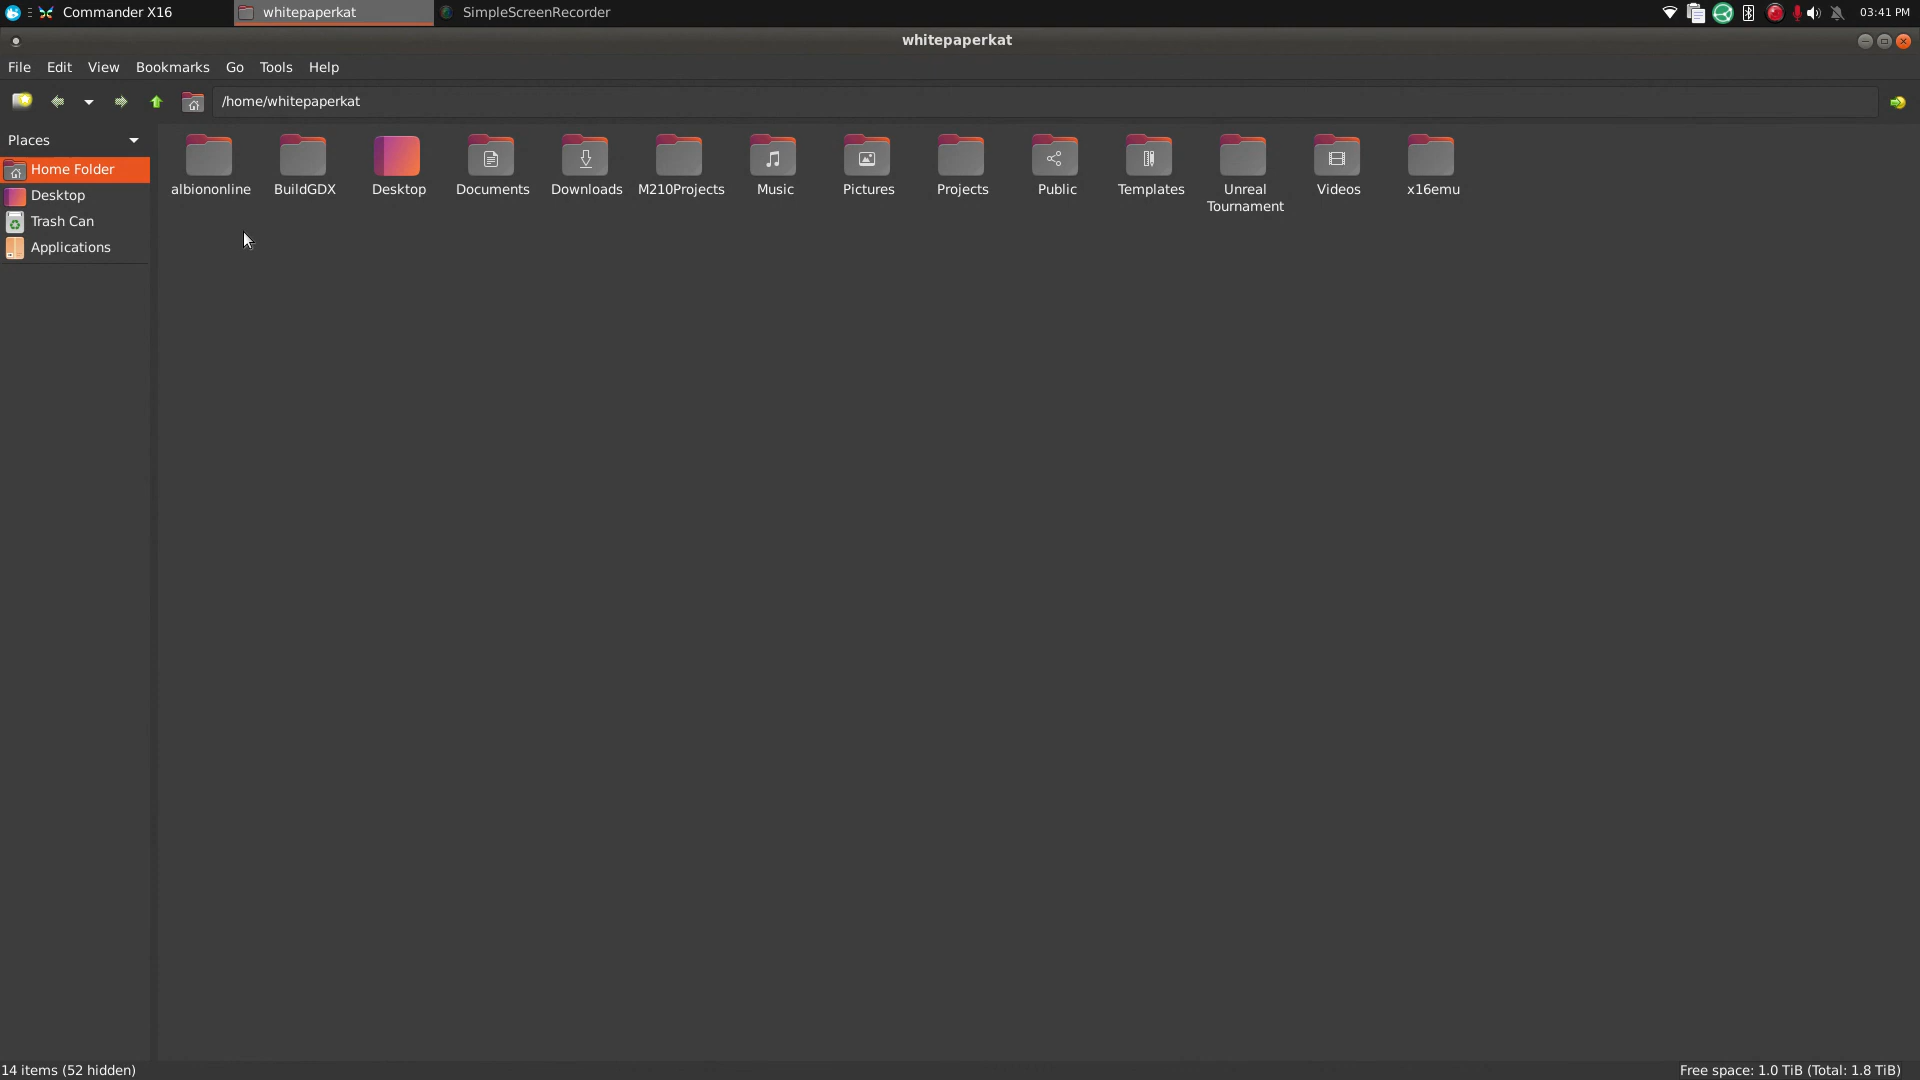 Commander X16 whitepaperkat SimpleScreenRecorder 03:41 PM
whitepaperkat
File Edit View Bookmarks Go Tools Help
/home/whitepaperkat
Places
Home Folder
Desktop
Trash Can
Applications
albiononline BuildGDX Desktop Documents Downloads M210Projects Music Pictures Projects Public Templates Unreal Tournament Videos x16emu
14 items (52 hidden) Free space: 1.0 TiB (Total: 1.8 TiB)